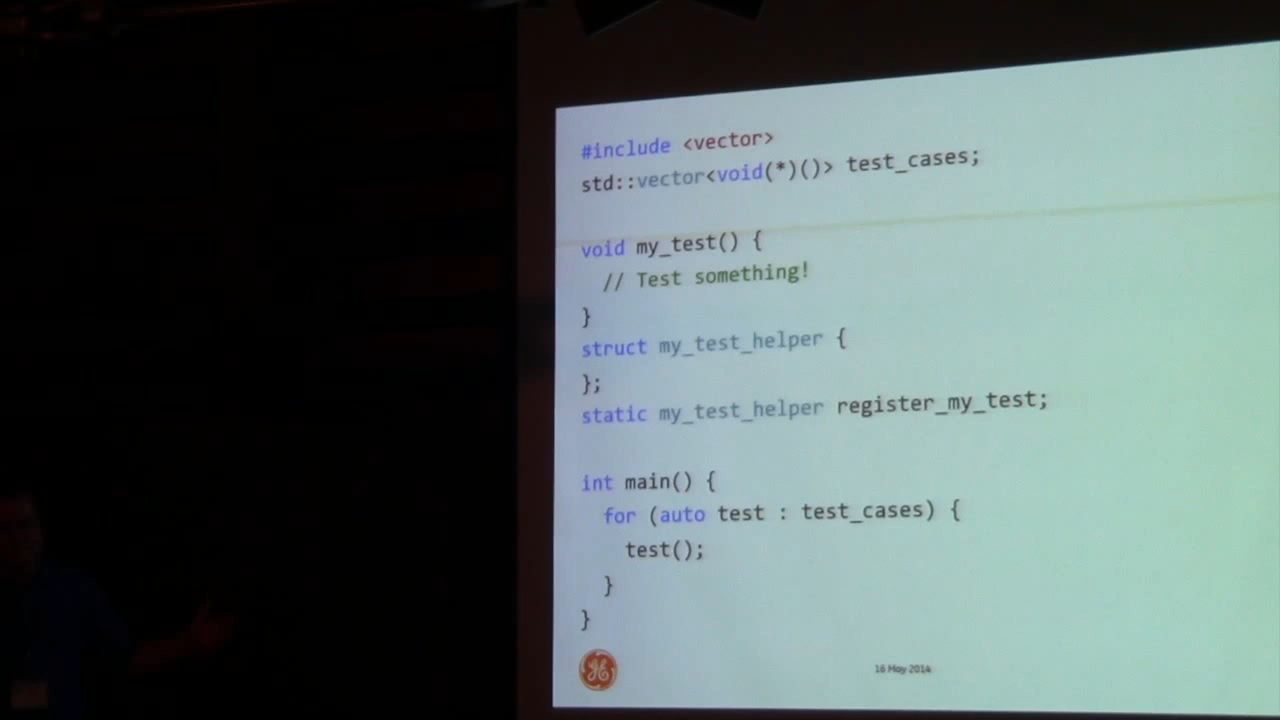 #include <vector>
std::vector<void(*)()> test_cases;
void my_test() {
  // Test something!
}
struct my_test_helper {
};
static my_test_helper register_my_test;
int main() {
  for (auto test : test_cases) {
    test();
  }
}
GE
16 May 2014